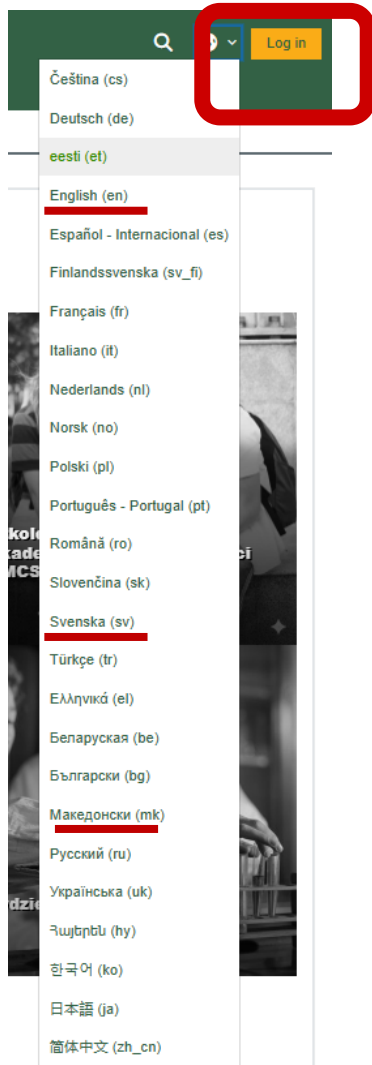 Log in
Čeština (cs)
Deutsch (de)
eesti (et)
English (en)
Español - Internacional (es)
Finlandssvenska (sv_fi)
Français (fr)
Italiano (it)
Nederlands (nl)
Norsk (no)
Polski (pl)
Português - Portugal (pt)
Română (ro)
Slovenčina (sk)
Svenska (sv)
Türkçe (tr)
Ελληνικά (el)
Беларуская (be)
Български (bg)
Македонски (mk)
Русский (ru)
Українська (uk)
Հայերեն (hy)
한국어 (ko)
日本語 (ja)
简体中文 (zh_cn)